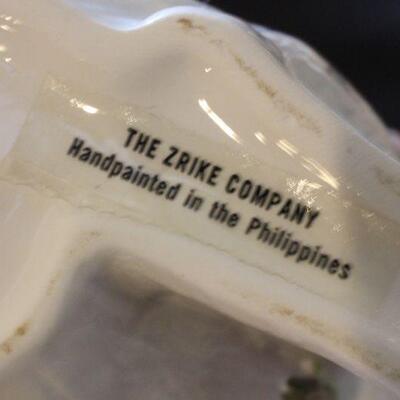 THE ZRIKE COMPANY
Handpainted in the Philippines